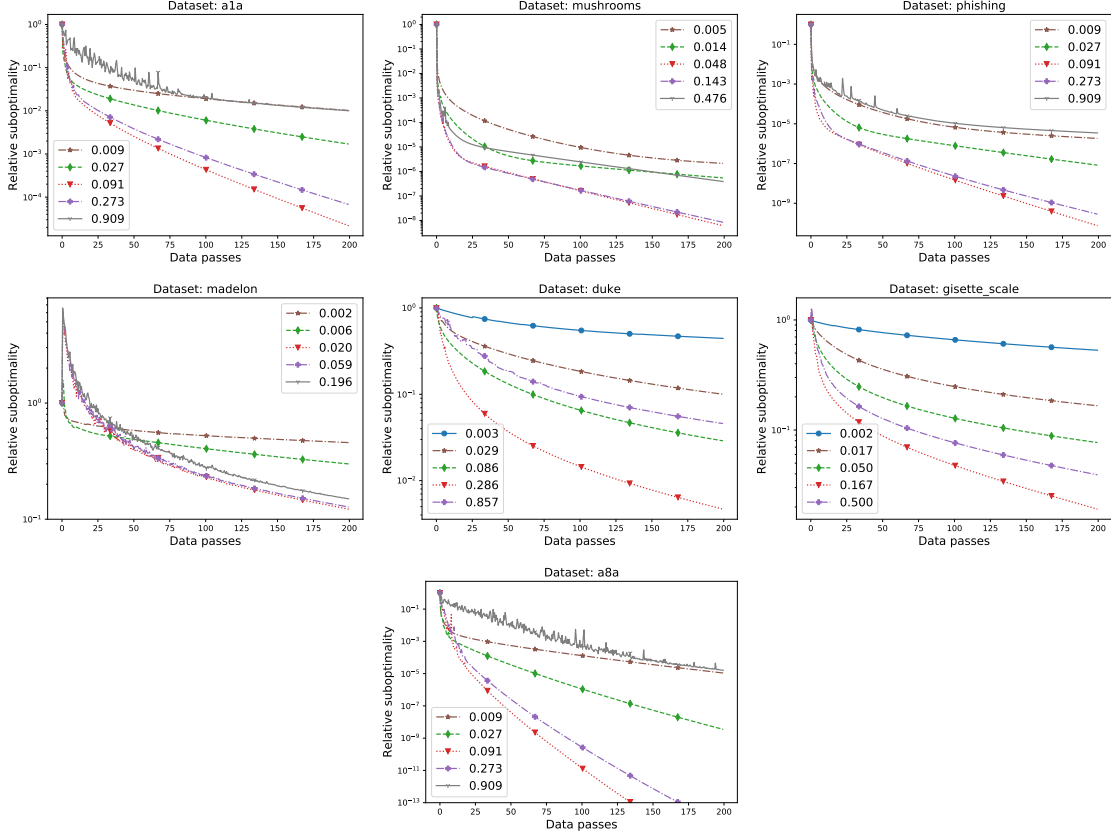 Dataset: a1a
Relative suboptimality
10^0
10^-1
10^-2
10^-3
10^-4
0.009
0.027
0.091
0.273
0.909
0 25 50 75 100 125 150 175 200
Data passes
Dataset: mushrooms
Relative suboptimality
10^0
10^-1
10^-2
10^-3
10^-4
10^-5
10^-6
10^-7
10^-8
0.005
0.014
0.048
0.143
0.476
0 25 50 75 100 125 150 175 200
Data passes
Dataset: phishing
Relative suboptimality
10^-1
10^-3
10^-5
10^-7
10^-9
0.009
0.027
0.091
0.273
0.909
0 25 50 75 100 125 150 175 200
Data passes
Dataset: madelon
Relative suboptimality
10^0
10^-1
0.002
0.006
0.020
0.059
0.196
0 25 50 75 100 125 150 175 200
Data passes
Dataset: duke
Relative suboptimality
10^0
10^-1
10^-2
0.003
0.029
0.086
0.286
0.857
0 25 50 75 100 125 150 175 200
Data passes
Dataset: gisette_scale
Relative suboptimality
10^0
10^-1
0.002
0.017
0.050
0.167
0.500
0 25 50 75 100 125 150 175 200
Data passes
Dataset: a8a
Relative suboptimality
10^-1
10^-3
10^-5
10^-7
10^-9
10^-11
10^-13
0.009
0.027
0.091
0.273
0.909
0 25 50 75 100 125 150 175 200
Data passes